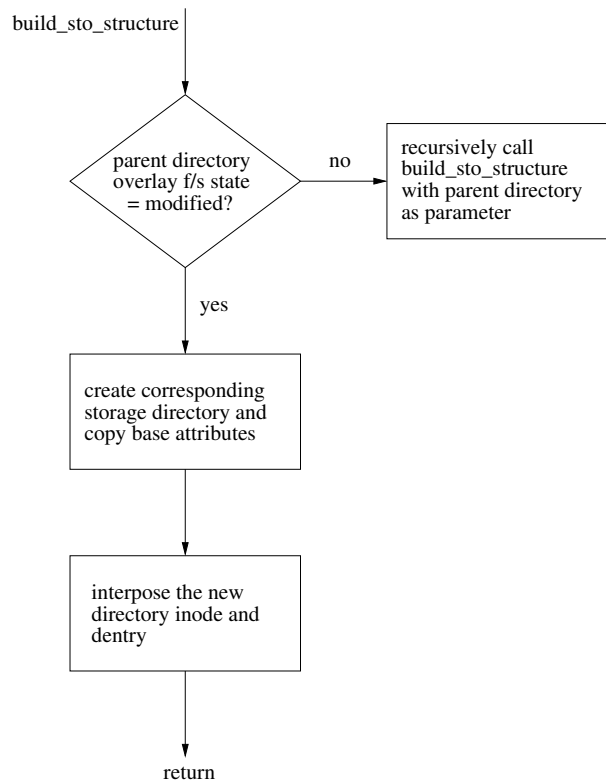 build_sto_structure
parent directory
overlay f/s state
= modified?
no
recursively call
build_sto_structure
with parent directory
as parameter
yes
create corresponding
storage directory and
copy base attributes
interpose the new
directory inode and
dentry
return